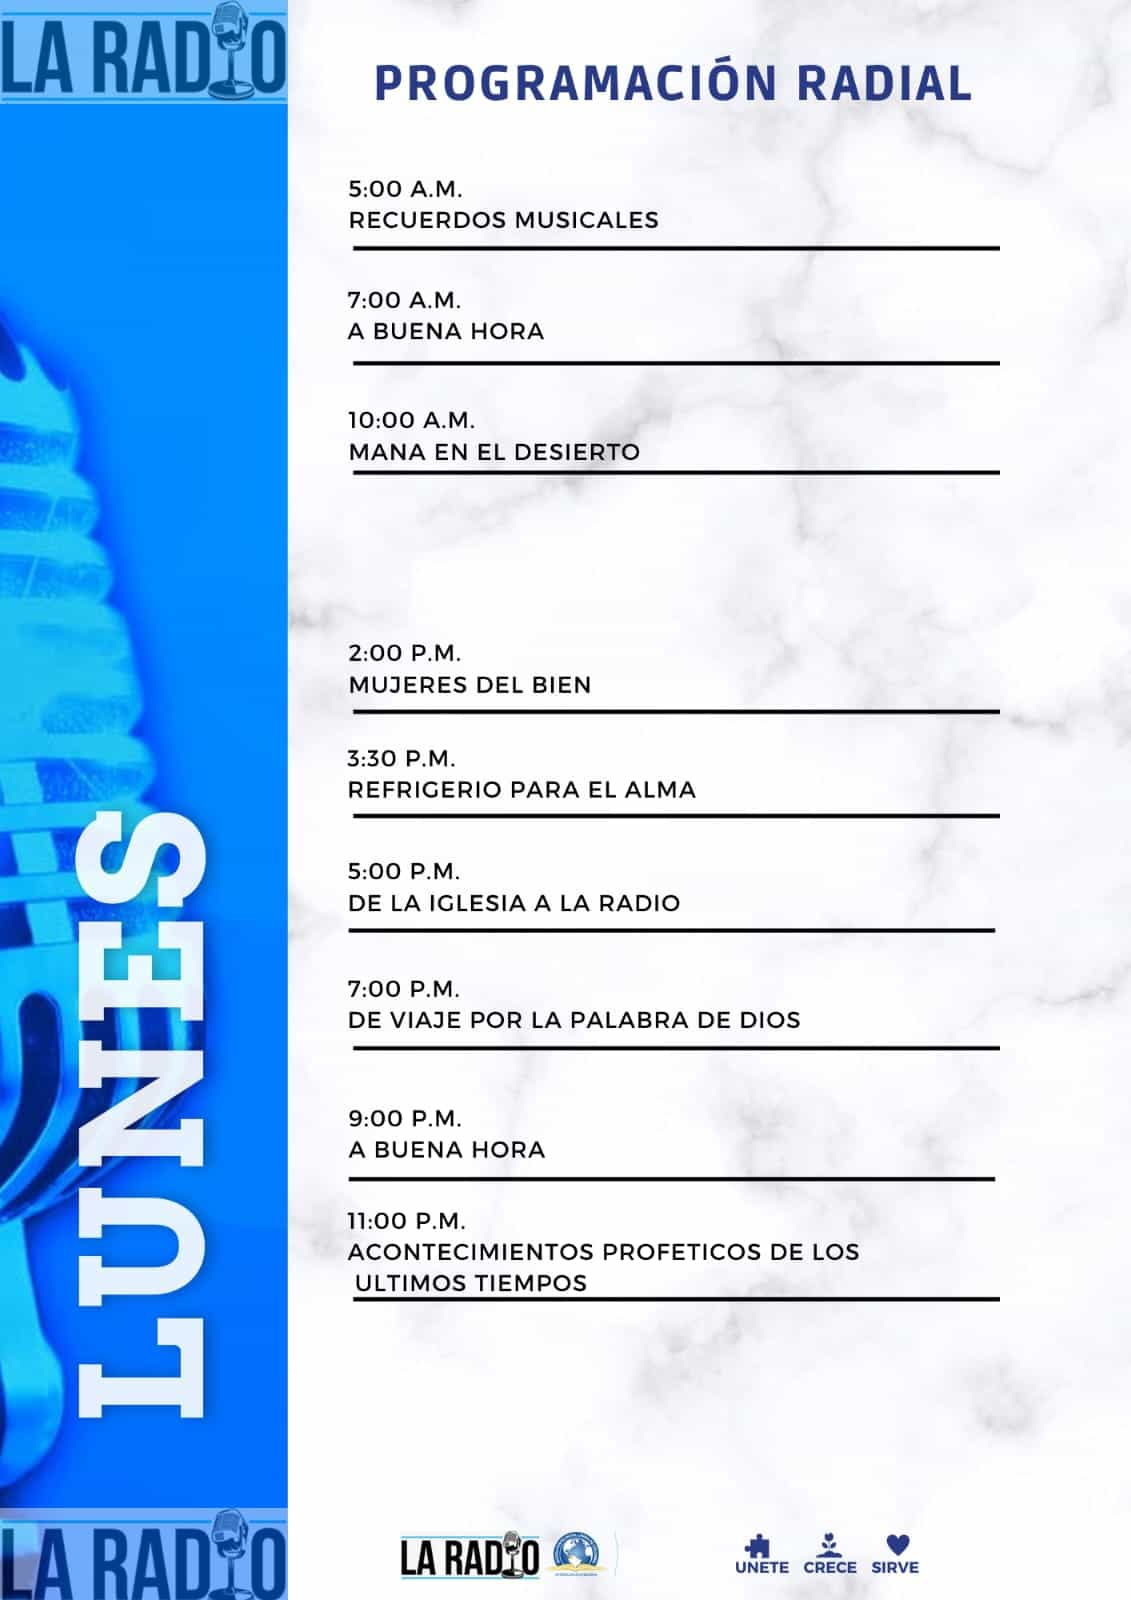 LA RADIO
PROGRAMACIÓN RADIAL
5:00 A.M.
RECUERDOS MUSICALES
7:00 A.M.
A BUENA HORA
10:00 A.M.
MANA EN EL DESIERTO
2:00 P.M.
MUJERES DEL BIEN
3:30 P.M.
REFRIGERIO PARA EL ALMA
5:00 P.M.
DE LA IGLESIA A LA RADIO
7:00 P.M.
DE VIAJE POR LA PALABRA DE DIOS
9:00 P.M.
A BUENA HORA
11:00 P.M.
ACONTECIMIENTOS PROFETICOS DE LOS
ULTIMOS TIEMPOS
LUNES
LA RADIO
LA RADIO
UNETE CRECE SIRVE